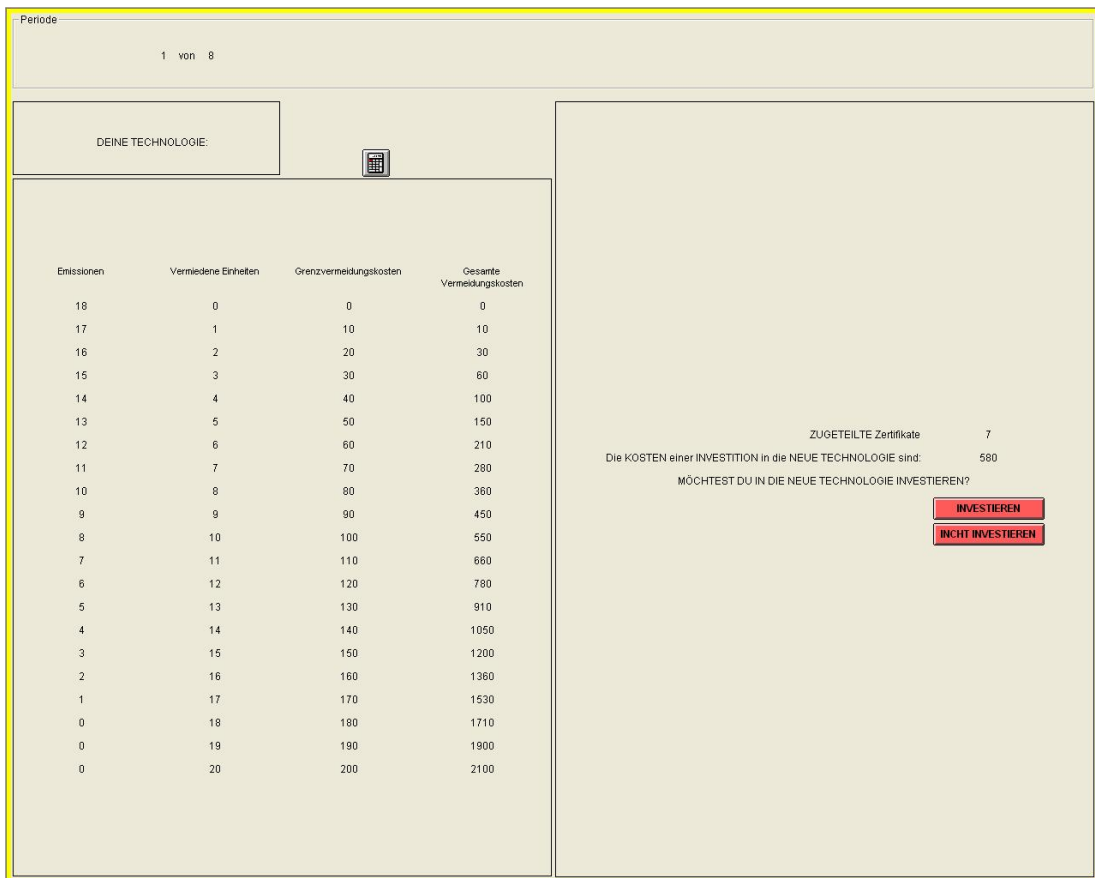 Periode
1 von 8
DEINE TECHNOLOGIE:
Emissionen Vermiedene Einheiten Grenzvermeidungskosten Gesamte Vermeidungskosten
18 0 0 0
17 1 10 10
16 2 20 30
15 3 30 60
14 4 40 100
13 5 50 150
12 6 60 210
11 7 70 280
10 8 80 360
9 9 90 450
8 10 100 550
7 11 110 660
6 12 120 780
5 13 130 910
4 14 140 1050
3 15 150 1200
2 16 160 1360
1 17 170 1530
0 18 180 1710
0 19 190 1900
0 20 200 2100
ZUGETEILTE Zertifikate 7
Die KOSTEN einer INVESTITION in die NEUE TECHNOLOGIE sind: 580
MÖCHTEST DU IN DIE NEUE TECHNOLOGIE INVESTIEREN?
INVESTIEREN
INCHT INVESTIEREN